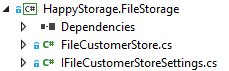 C# HappyStorage.FileStorage
Dependencies
C# FileCustomerStore.cs
C# IFileCustomerStoreSettings.cs